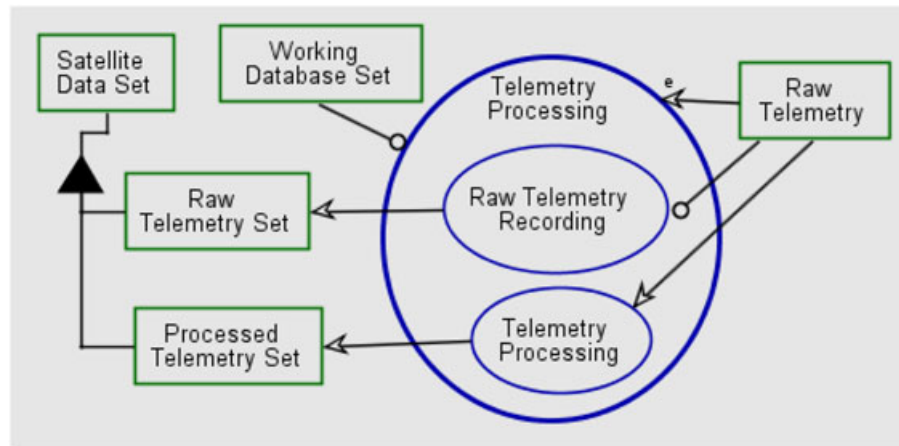 Satellite
Data Set
Working
Database Set
Telemetry
Processing
e
Raw
Telemetry
Raw
Telemetry Set
Raw Telemetry
Recording
Processed
Telemetry Set
Telemetry
Processing